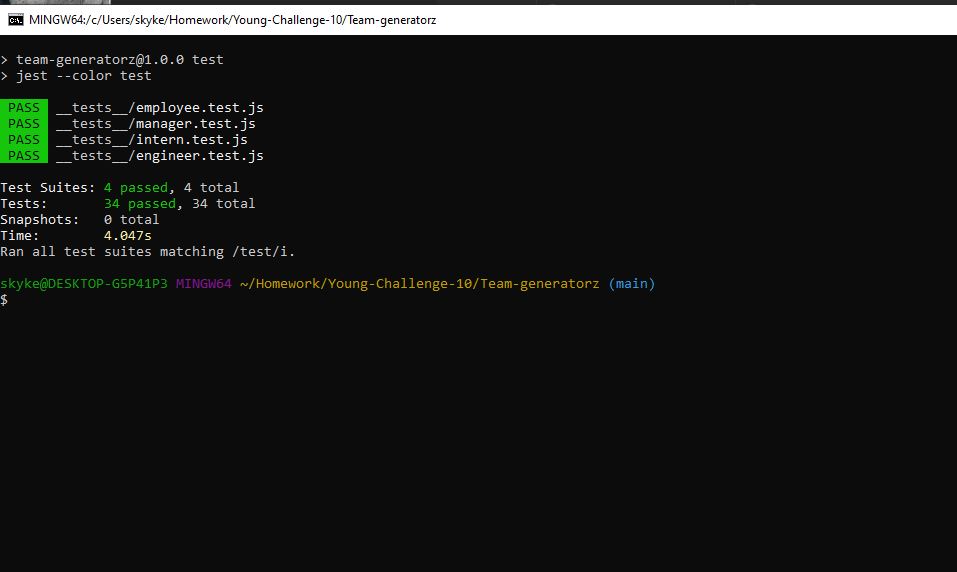 MINGW64:/c/Users/skyke/Homework/Young-Challenge-10/Team-generatorz
> team-generatorz@1.0.0 test
> jest --color test
PASS __tests__/employee.test.js
PASS __tests__/manager.test.js
PASS __tests__/intern.test.js
PASS __tests__/engineer.test.js
Test Suites: 4 passed, 4 total
Tests: 34 passed, 34 total
Snapshots: 0 total
Time: 4.047s
Ran all test suites matching /test/i.
skyke@DESKTOP-G5P41P3 MINGW64 ~/Homework/Young-Challenge-10/Team-generatorz (main)
$